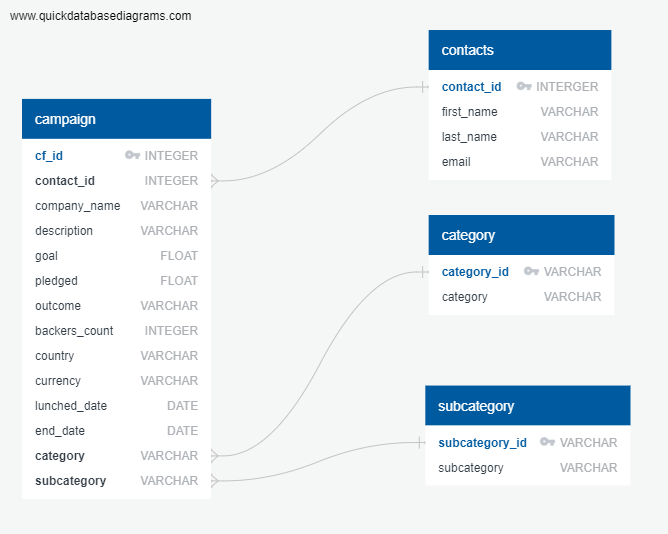 www.quickdatabasediagrams.com
campaign
cf_id INTEGER
contact_id INTEGER
company_name VARCHAR
description VARCHAR
goal FLOAT
pledged FLOAT
outcome VARCHAR
backers_count INTEGER
country VARCHAR
currency VARCHAR
lunched_date DATE
end_date DATE
category VARCHAR
subcategory VARCHAR
contacts
contact_id INTERGER
first_name VARCHAR
last_name VARCHAR
email VARCHAR
category
category_id VARCHAR
category VARCHAR
subcategory
subcategory_id VARCHAR
subcategory VARCHAR